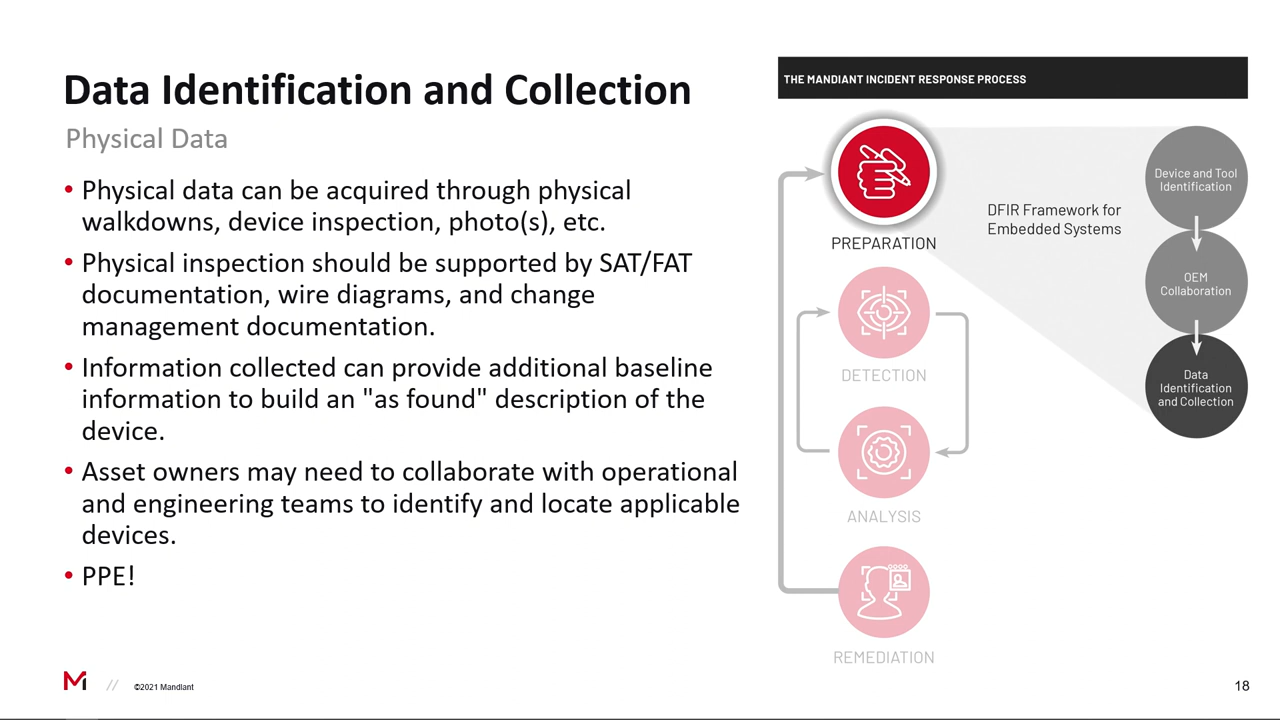 Data Identification and Collection
Physical Data
• Physical data can be acquired through physical
walkdowns, device inspection, photo(s), etc.
• Physical inspection should be supported by SAT/FAT
documentation, wire diagrams, and change
management documentation.
• Information collected can provide additional baseline
information to build an "as found" description of the
device.
• Asset owners may need to collaborate with operational
and engineering teams to identify and locate applicable
devices.
• PPE!
THE MANDIANT INCIDENT RESPONSE PROCESS
PREPARATION
DETECTION
ANALYSIS
REMEDIATION
DFIR Framework for
Embedded Systems
Device and Tool
Identification
OEM
Collaboration
Data
Identification
and Collection
M // ©2021 Mandiant
18